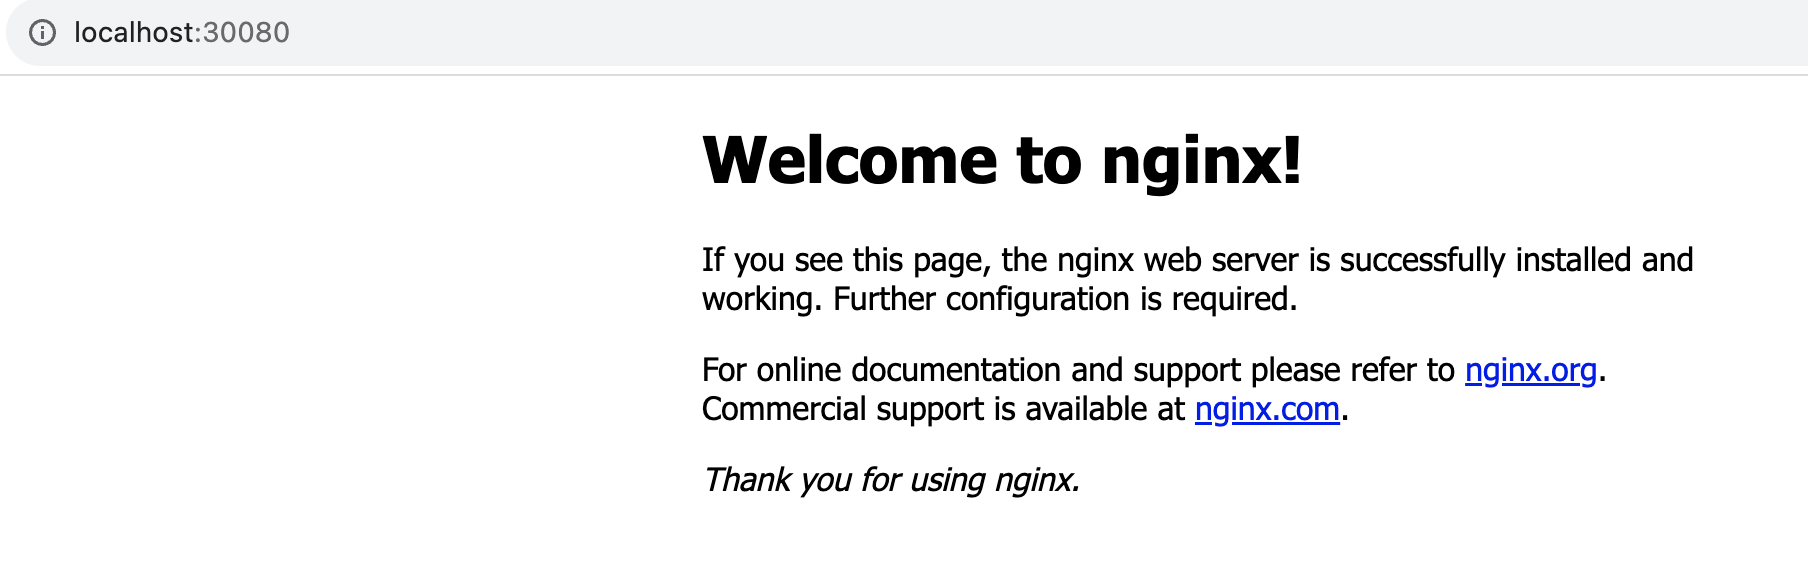 localhost:30080
Welcome to nginx!
If you see this page, the nginx web server is successfully installed and
working. Further configuration is required.
For online documentation and support please refer to nginx.org.
Commercial support is available at nginx.com.
Thank you for using nginx.